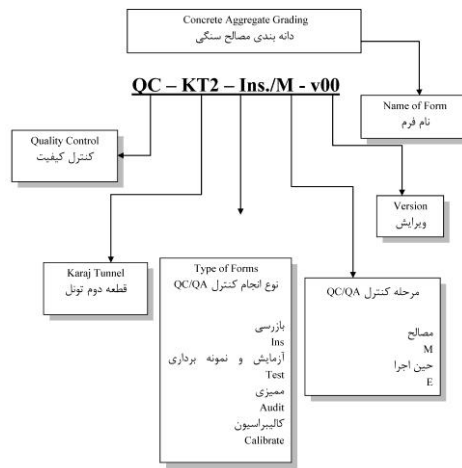 Concrete Aggregate Grading
دانه بندی مصالح سنگی
QC – KT2 – Ins./M - v00
Name of Form
نام فرم
Quality Control
کنترل کیفیت
Version
ویرایش
Karaj Tunnel
قطعه دوم تونل
Type of Forms
نوع انجام کنترل QC/QA
بازرسی
Ins
آزمایش و نمونه برداری
Test
ممیزی
Audit
کالیبراسیون
Calibrate
مرحله کنترل QC/QA
مصالح
M
حین اجرا
E